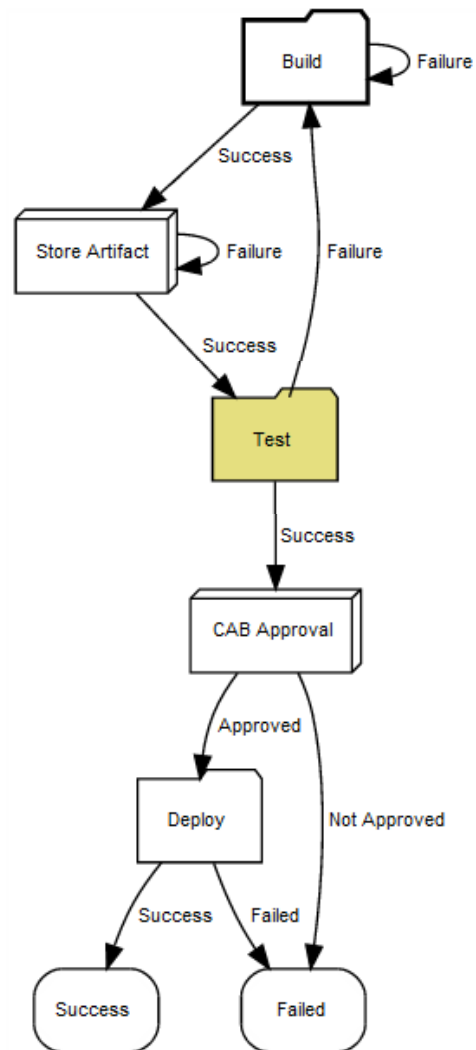 Build
Failure
Success
Store Artifact
Failure
Failure
Success
Test
Success
CAB Approval
Approved
Not Approved
Deploy
Success
Failed
Success
Failed